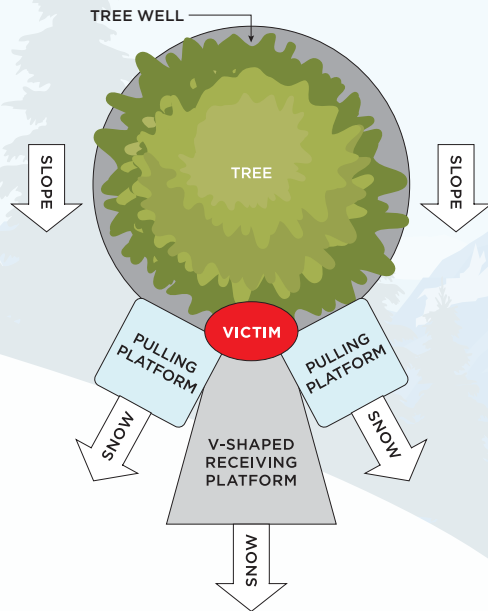 TREE WELL
SLOPE
TREE
SLOPE
VICTIM
PULLING
PLATFORM
PULLING
PLATFORM
SNOW
V-SHAPED
RECEIVING
PLATFORM
SNOW
SNOW